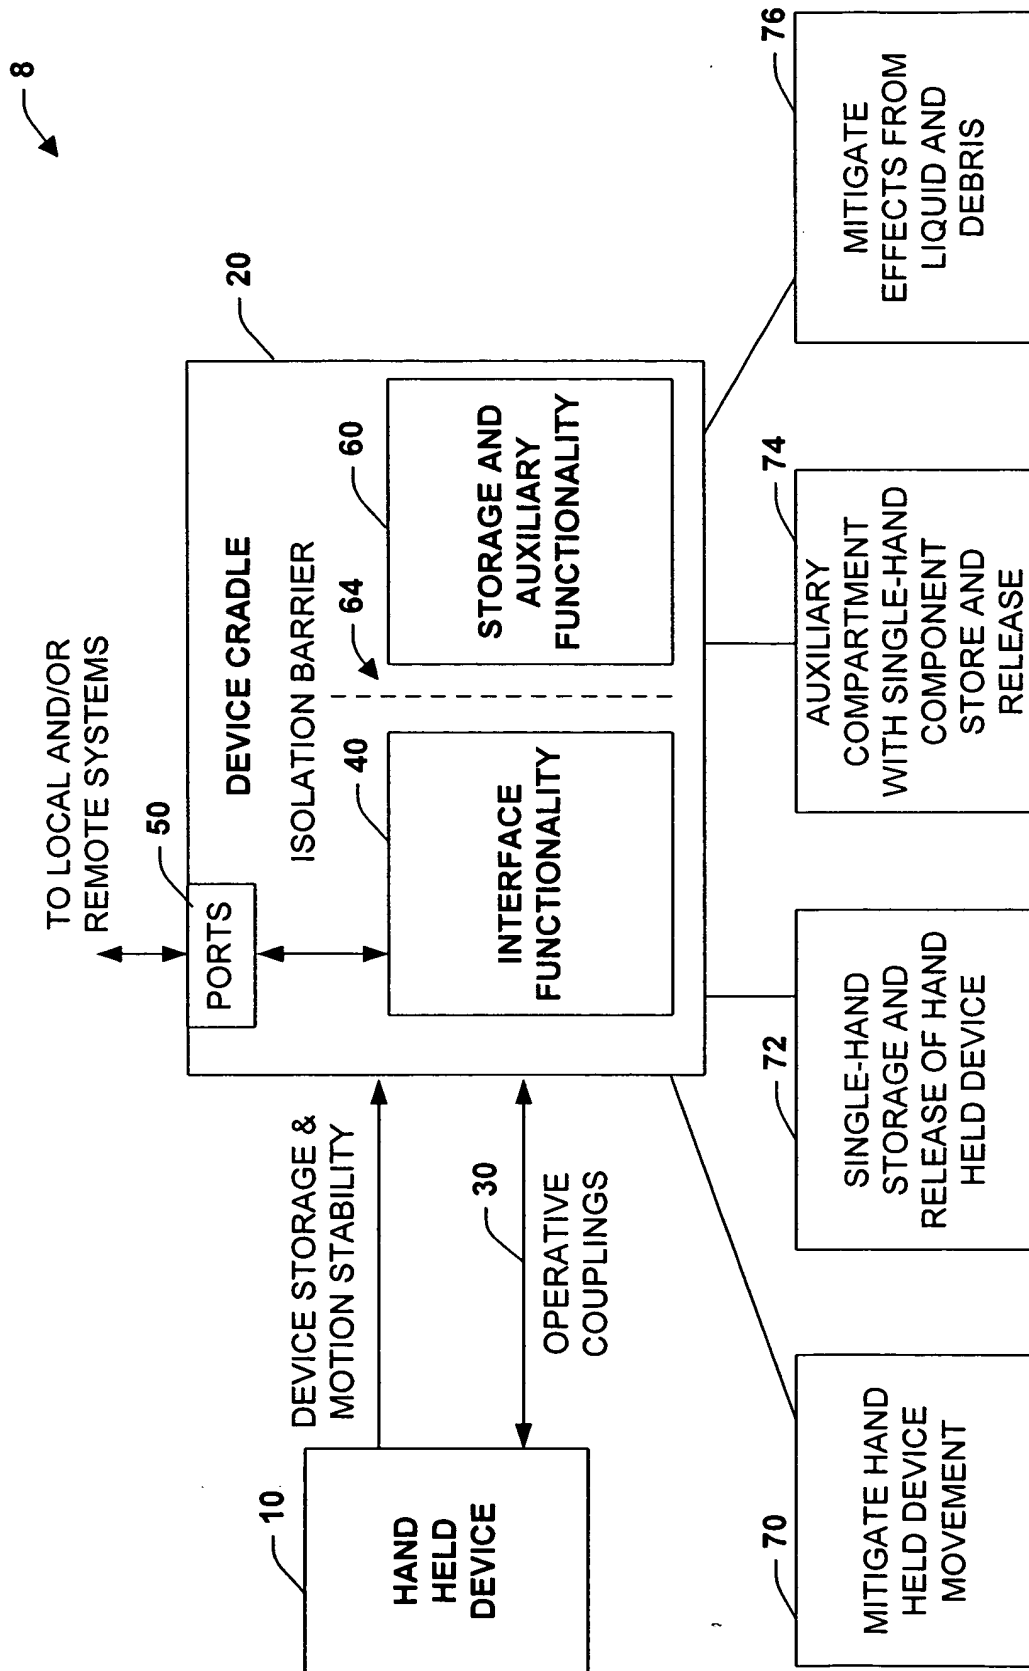 8
TO LOCAL AND/OR
REMOTE SYSTEMS
50
PORTS
20
DEVICE CRADLE
ISOLATION BARRIER
64
40
INTERFACE
FUNCTIONALITY
60
STORAGE AND
AUXILIARY
FUNCTIONALITY
10
HAND
HELD
DEVICE
DEVICE STORAGE &
MOTION STABILITY
30
OPERATIVE
COUPLINGS
70
MITIGATE HAND
HELD DEVICE
MOVEMENT
72
SINGLE-HAND
STORAGE AND
RELEASE OF HAND
HELD DEVICE
74
AUXILIARY
COMPARTMENT
WITH SINGLE-HAND
COMPONENT
STORE AND
RELEASE
76
MITIGATE
EFFECTS FROM
LIQUID AND
DEBRIS